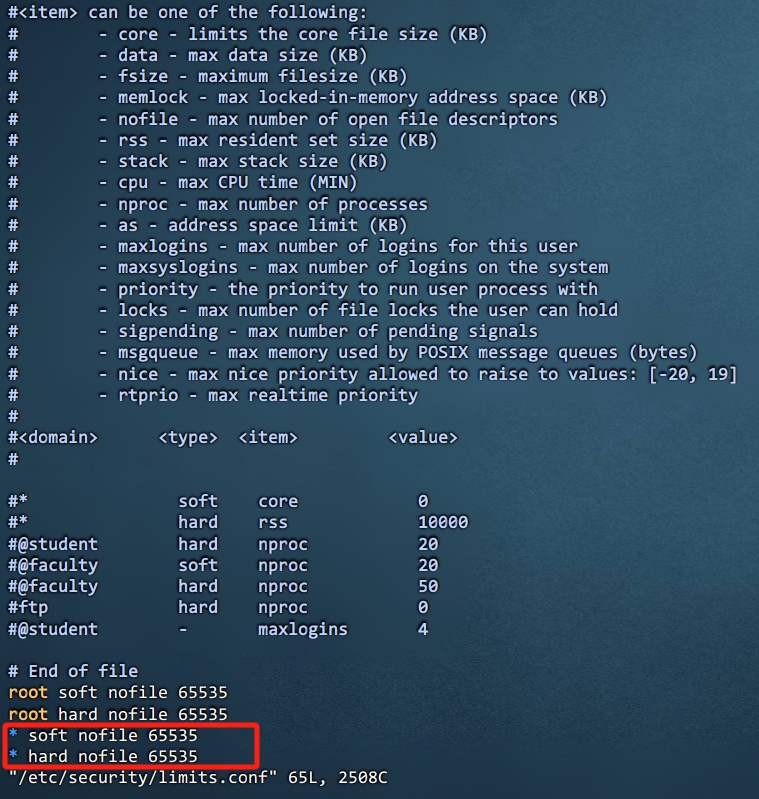 #<item> can be one of the following:
#        - core - limits the core file size (KB)
#        - data - max data size (KB)
#        - fsize - maximum filesize (KB)
#        - memlock - max locked-in-memory address space (KB)
#        - nofile - max number of open file descriptors
#        - rss - max resident set size (KB)
#        - stack - max stack size (KB)
#        - cpu - max CPU time (MIN)
#        - nproc - max number of processes
#        - as - address space limit (KB)
#        - maxlogins - max number of logins for this user
#        - maxsyslogins - max number of logins on the system
#        - priority - the priority to run user process with
#        - locks - max number of file locks the user can hold
#        - sigpending - max number of pending signals
#        - msgqueue - max memory used by POSIX message queues (bytes)
#        - nice - max nice priority allowed to raise to values: [-20, 19]
#        - rtprio - max realtime priority
#
#<domain>      <type>  <item>         <value>
#

#*               soft    core            0
#*               hard    rss             10000
#@student        hard    nproc           20
#@faculty        soft    nproc           20
#@faculty        hard    nproc           50
#ftp             hard    nproc           0
#@student        -       maxlogins       4

# End of file
root soft nofile 65535
root hard nofile 65535
* soft nofile 65535
* hard nofile 65535
"/etc/security/limits.conf" 65L, 2508C